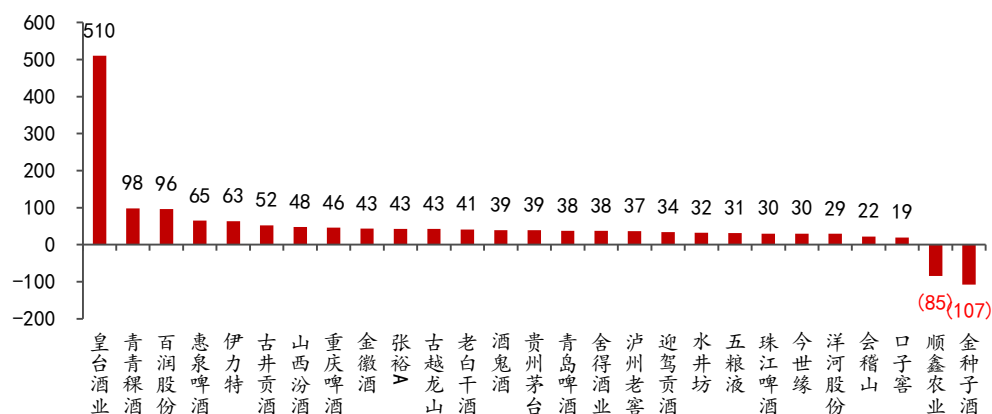 600
500
400
300
200
100
0
-100
-200
510
98
96
65
63
52
48
46
43
43
43
41
39
39
38
38
37
34
32
31
30
30
29
22
19
(85)
(107)
皇台酒业
青青稞酒
百润股份
惠泉啤酒
伊力特
古井贡酒
山西汾酒
重庆啤酒
金徽酒
张裕A
古越龙山
老白干酒
酒鬼酒
贵州茅台
青岛啤酒
舍得酒业
泸州老窖
迎驾贡酒
水井坊
五粮液
珠江啤酒
今世缘
洋河股份
会稽山
口子窖
顺鑫农业
金种子酒